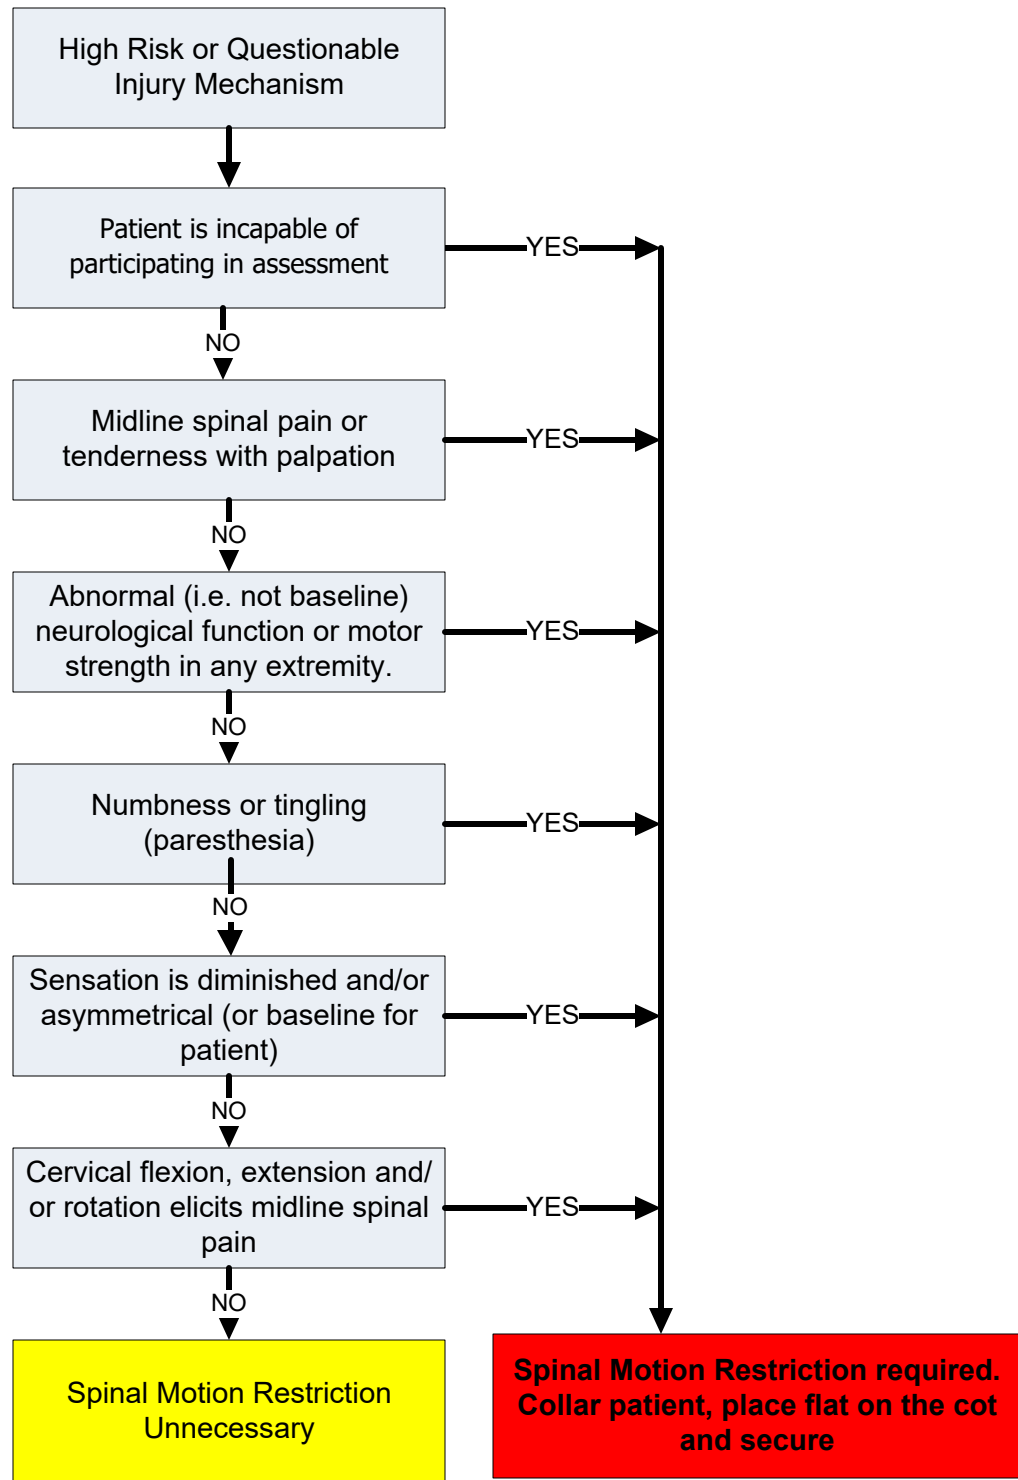 High Risk or Questionable
Injury Mechanism
Patient is incapable of
participating in assessment
YES
NO
Midline spinal pain or
tenderness with palpation
YES
NO
Abnormal (i.e. not baseline)
neurological function or motor
strength in any extremity.
YES
NO
Numbness or tingling
(paresthesia)
YES
NO
Sensation is diminished and/or
asymmetrical (or baseline for
patient)
YES
NO
Cervical flexion, extension and/
or rotation elicits midline spinal
pain
YES
NO
Spinal Motion Restriction
Unnecessary
Spinal Motion Restriction required.
Collar patient, place flat on the cot
and secure